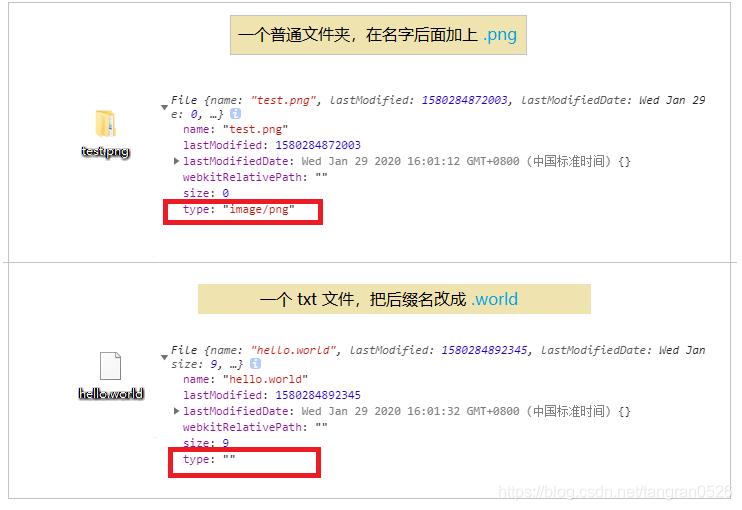 一个普通文件夹，在名字后面加上 .png
File {name: "test.png", lastModified: 1580284872003, lastModifiedDate: Wed Jan 29
e: 0, …}
name: "test.png"
lastModified: 1580284872003
lastModifiedDate: Wed Jan 29 2020 16:01:12 GMT+0800 (中国标准时间) {}
webkitRelativePath: ""
size: 0
type: "image/png"
test.png
一个 txt 文件，把后缀名改成 .world
File {name: "hello.world", lastModified: 1580284892345, lastModifiedDate: Wed Jan
size: 9, …}
name: "hello.world"
lastModified: 1580284892345
lastModifiedDate: Wed Jan 29 2020 16:01:32 GMT+0800 (中国标准时间) {}
webkitRelativePath: ""
size: 9
type: ""
hello.world
https://blog.csdn.net/tangran0526